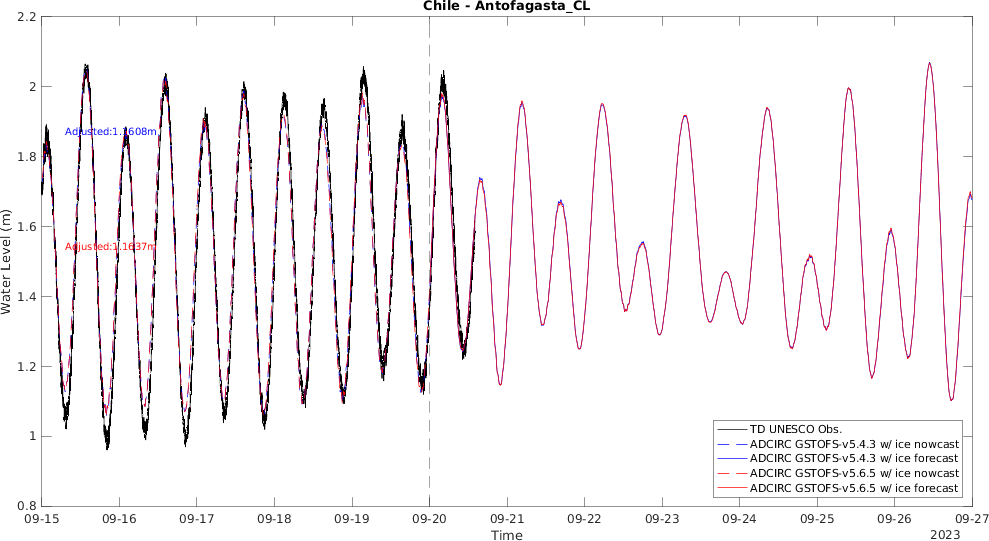 Chile - Antofagasta_CL
2.2
2
1.8
1.6
1.4
1.2
1
0.8
Water Level (m)
Adjusted:1.1608m
Adjusted:1.1637m
TD UNESCO Obs.
ADCIRC GSTOFS-v5.4.3 w/ ice nowcast
ADCIRC GSTOFS-v5.4.3 w/ ice forecast
ADCIRC GSTOFS-v5.6.5 w/ ice nowcast
ADCIRC GSTOFS-v5.6.5 w/ ice forecast
09-15 09-16 09-17 09-18 09-19 09-20 09-21 09-22 09-23 09-24 09-25 09-26 09-27
Time
2023